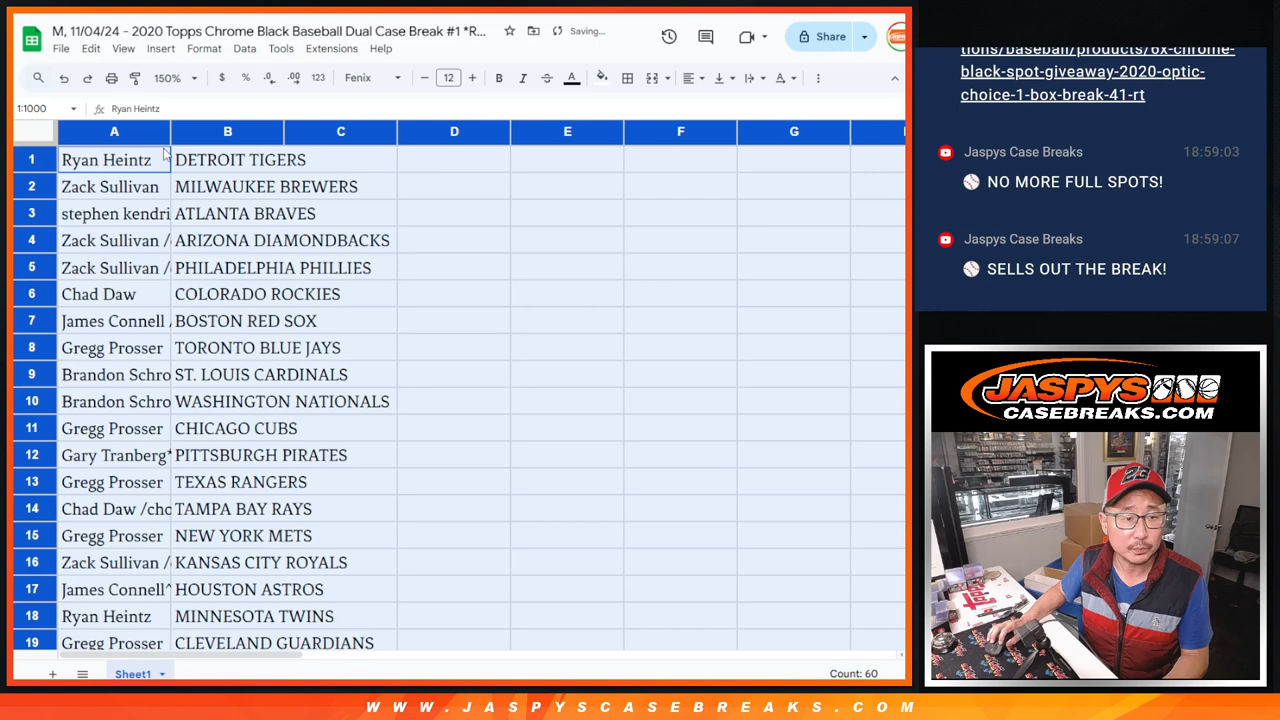 M, 11/04/24 - 2020 Topps Chrome Black Baseball Dual Case Break #1 *R...
Saving...
File Edit View Insert Format Data Tools Extensions Help
Share
150% $ % .0 .00 123 Fenix - 12 + B I A
1:1000 fx Ryan Heintz
A B C D E F G
1 Ryan Heintz DETROIT TIGERS
2 Zack Sullivan MILWAUKEE BREWERS
3 stephen kendri ATLANTA BRAVES
4 Zack Sullivan / ARIZONA DIAMONDBACKS
5 Zack Sullivan / PHILADELPHIA PHILLIES
6 Chad Daw COLORADO ROCKIES
7 James Connell / BOSTON RED SOX
8 Gregg Prosser TORONTO BLUE JAYS
9 Brandon Schro ST. LOUIS CARDINALS
10 Brandon Schro WASHINGTON NATIONALS
11 Gregg Prosser CHICAGO CUBS
12 Gary Tranberg* PITTSBURGH PIRATES
13 Gregg Prosser TEXAS RANGERS
14 Chad Daw /cho TAMPA BAY RAYS
15 Gregg Prosser NEW YORK METS
16 Zack Sullivan / KANSAS CITY ROYALS
17 James Connell^ HOUSTON ASTROS
18 Ryan Heintz MINNESOTA TWINS
19 Gregg Prosser CLEVELAND GUARDIANS
+ Sheet1 Count: 60
tions/baseball/products/6x-chrome-
black-spot-giveaway-2020-optic-
choice-1-box-break-41-rt
Jaspys Case Breaks 18:59:03
NO MORE FULL SPOTS!
Jaspys Case Breaks 18:59:07
SELLS OUT THE BREAK!
JASPYS
CASEBREAKS.COM
23
WWW.JASPYSCASEBREAKS.COM